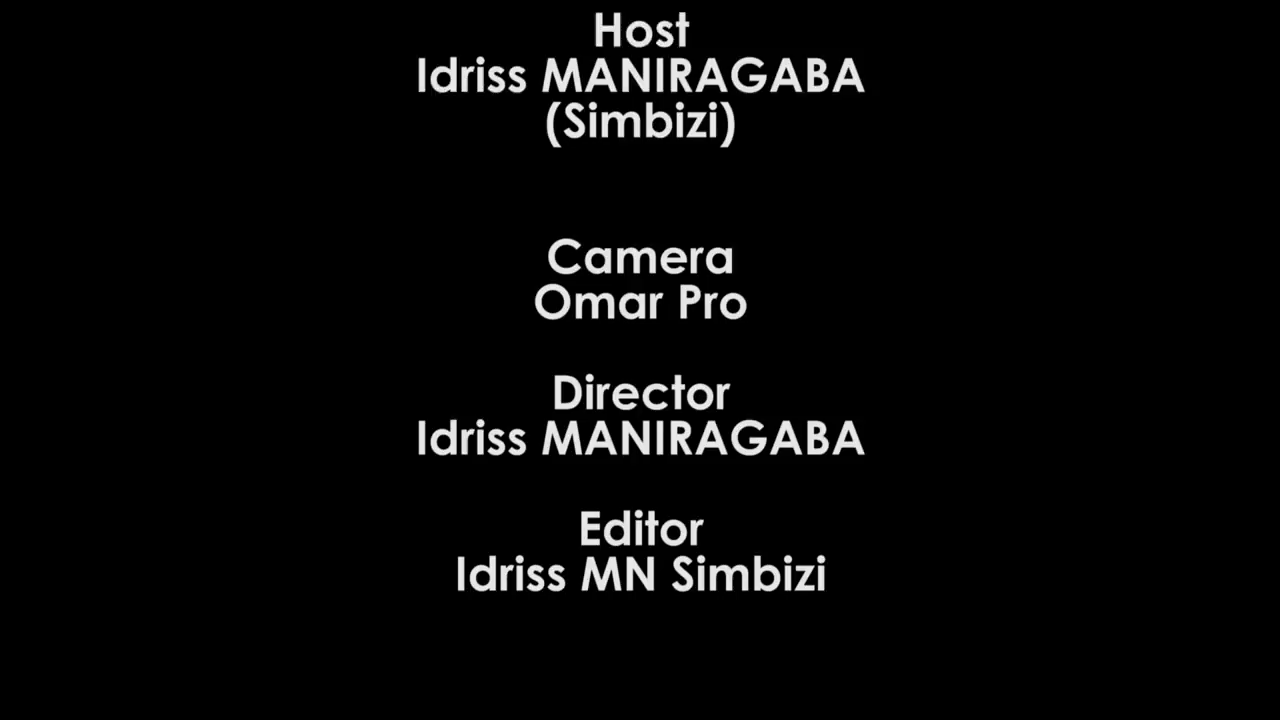 Host
Idriss MANIRAGABA
(Simbizi)
Camera
Omar Pro
Director
Idriss MANIRAGABA
Editor
Idriss MN Simbizi